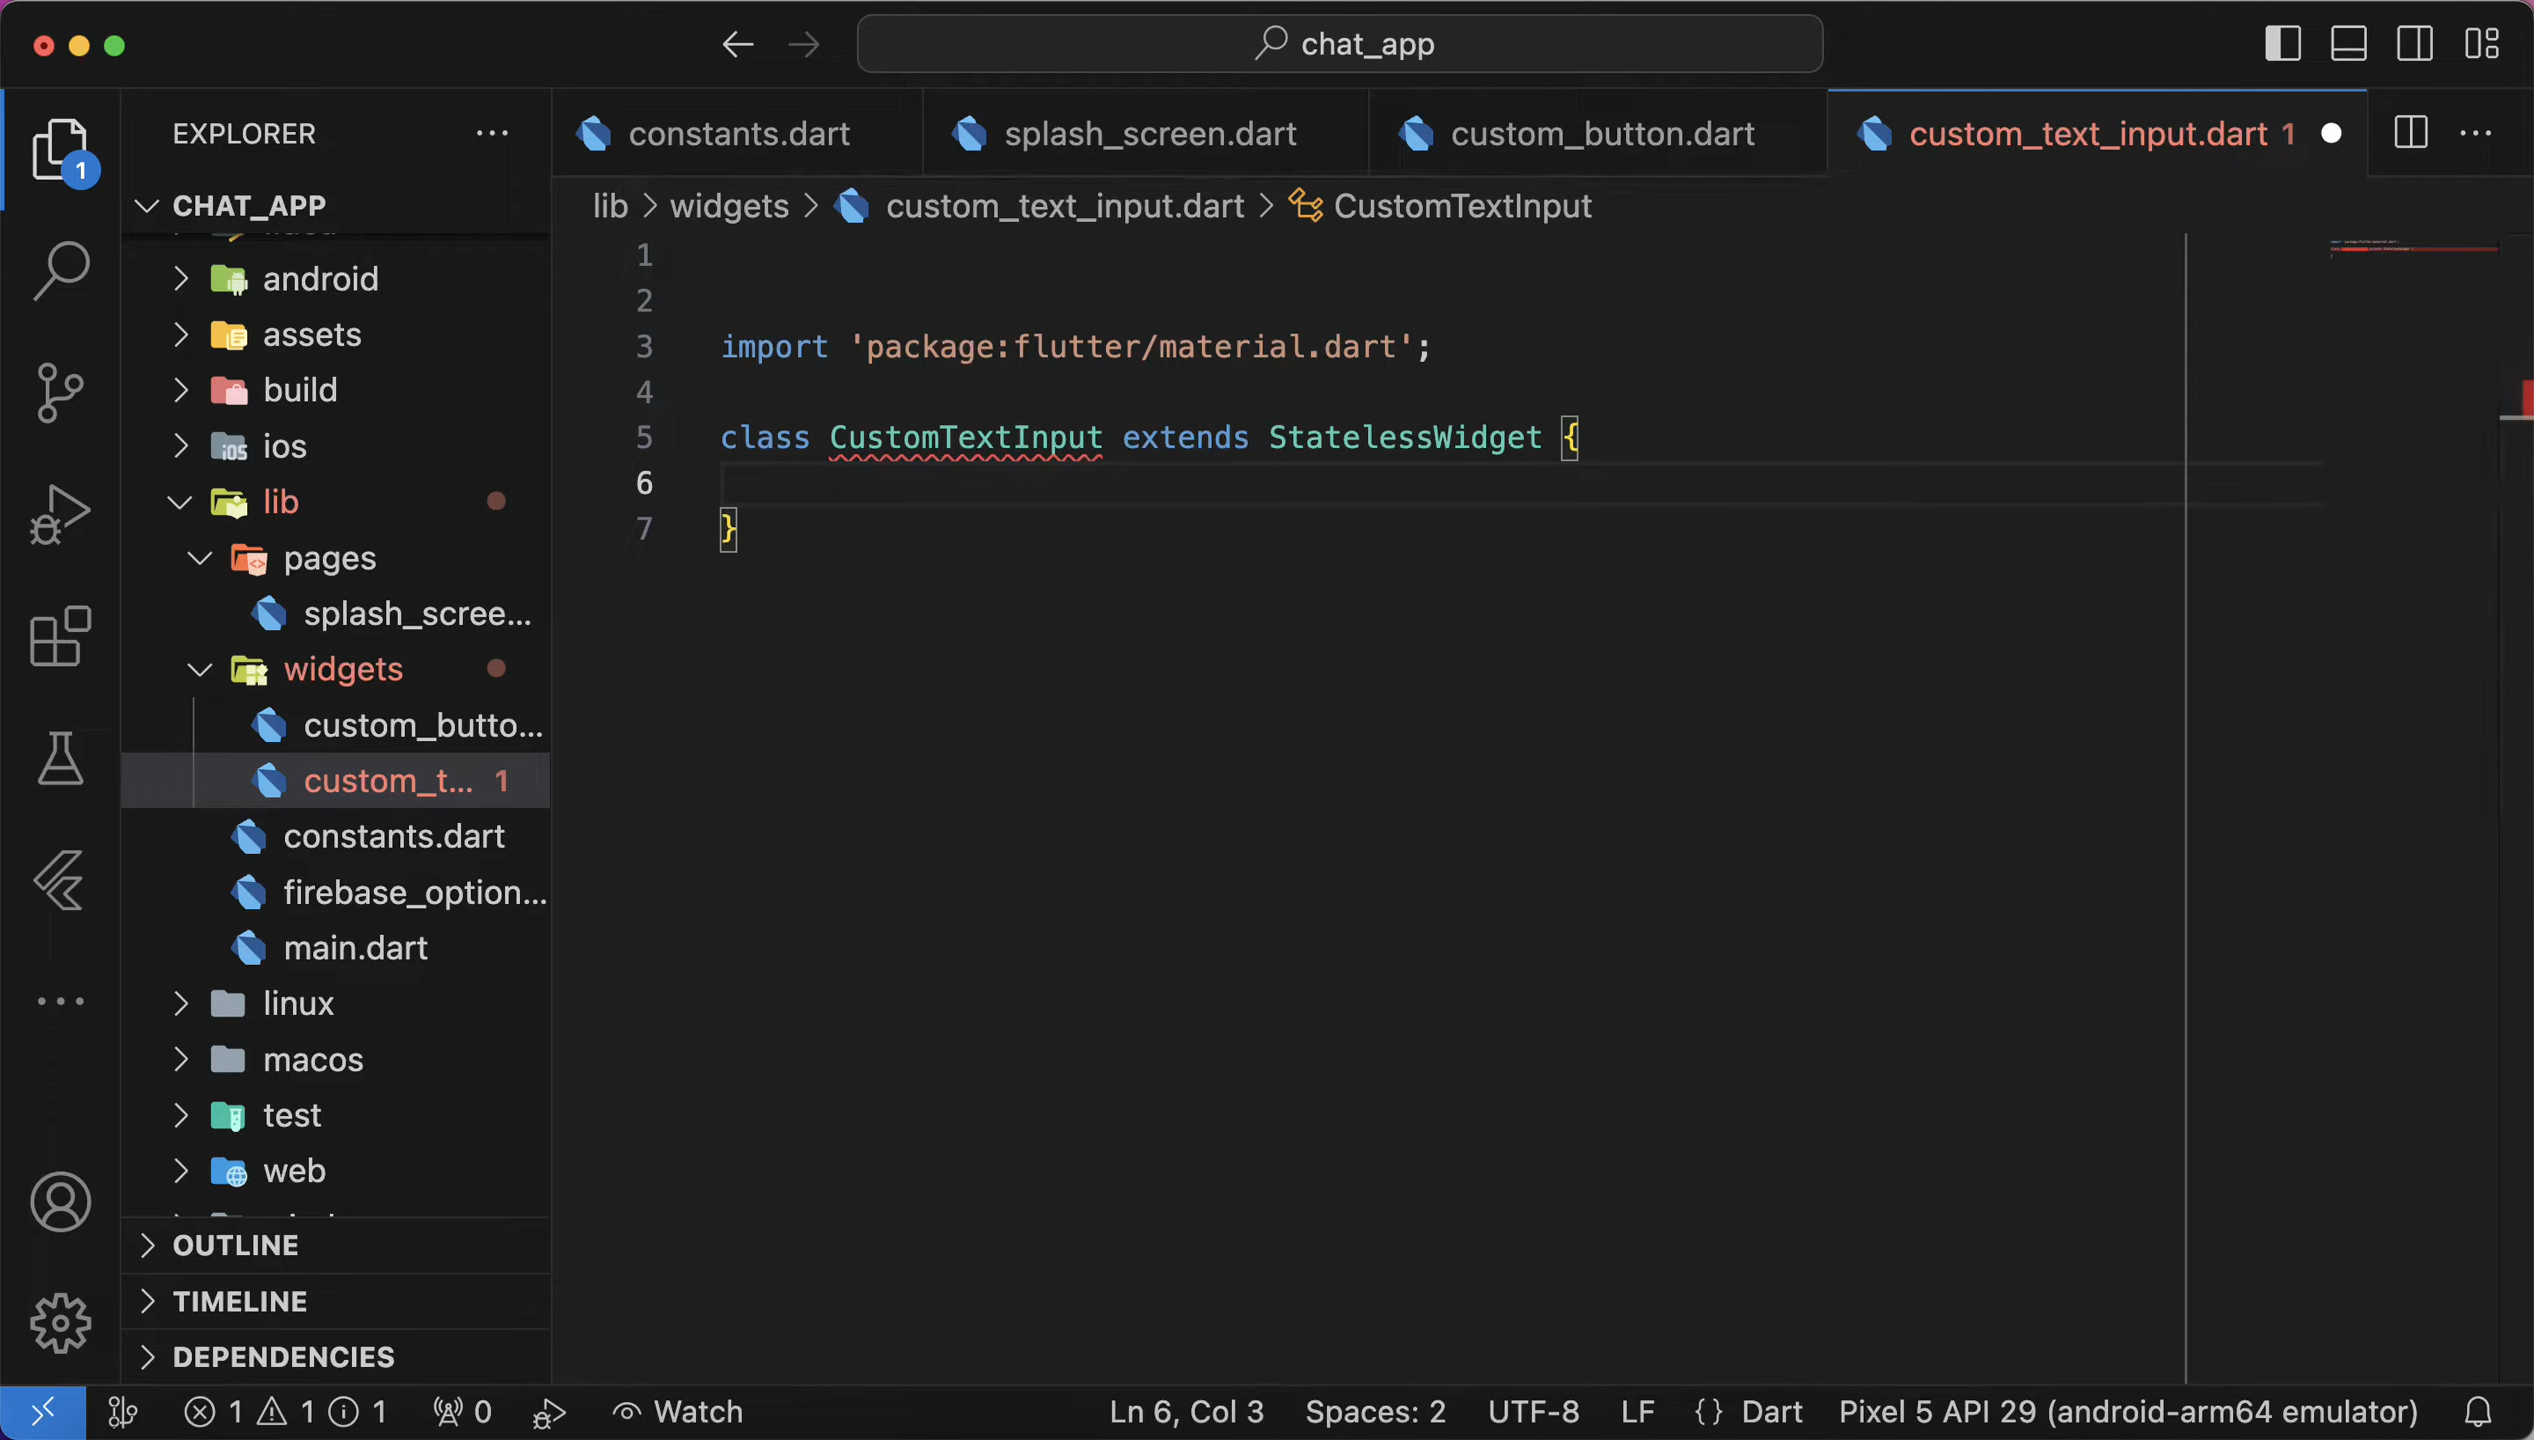 chat_app
EXPLORER
constants.dart
splash_screen.dart
custom_button.dart
custom_text_input.dart 1
1
CHAT_APP
lib > widgets > custom_text_input.dart > CustomTextInput
android
assets
build
ios
lib
pages
splash_scree...
widgets
custom_butto...
custom_t... 1
constants.dart
firebase_option...
main.dart
linux
macos
test
web
OUTLINE
TIMELINE
DEPENDENCIES
1
2
3 import 'package:flutter/material.dart';
4
5 class CustomTextInput extends StatelessWidget {
6
7 }
1 1 1 0 Watch Ln 6, Col 3 Spaces: 2 UTF-8 LF {} Dart Pixel 5 API 29 (android-arm64 emulator)